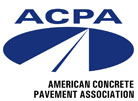 ACPA
AMERICAN CONCRETE
PAVEMENT ASSOCIATION